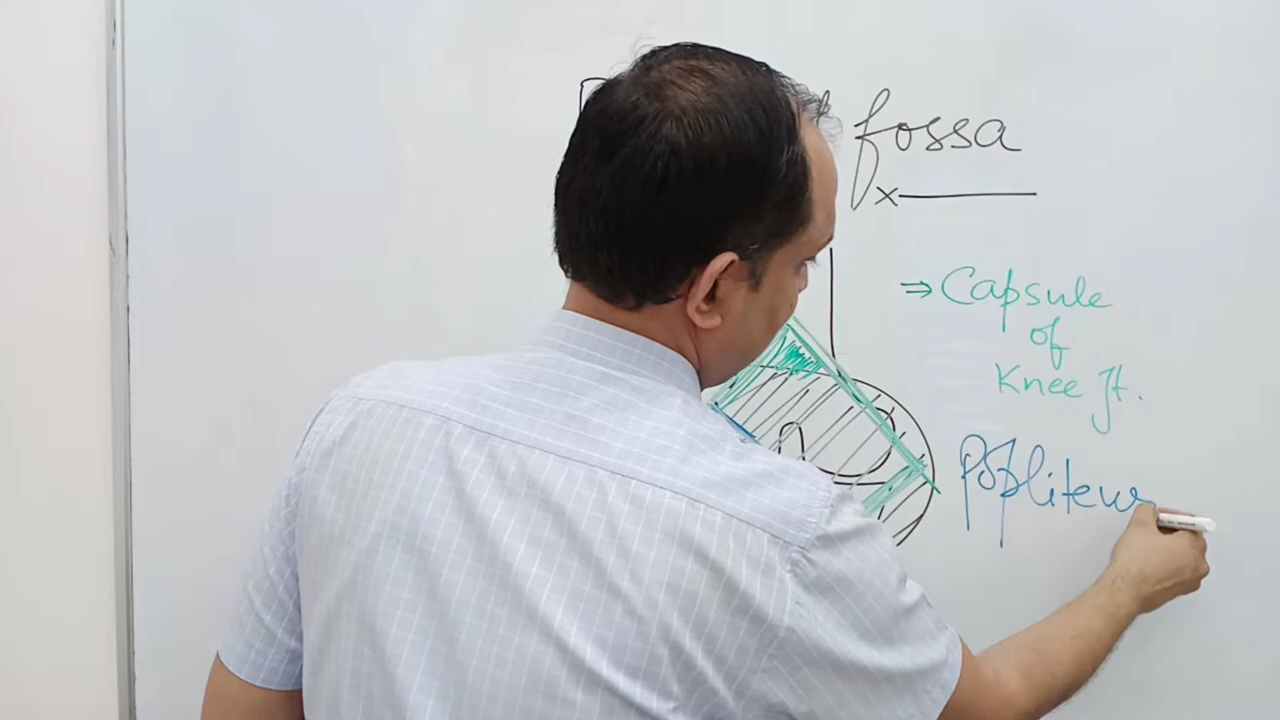 fossa
⇒ Capsule
of
Knee Jt.
Popliteus